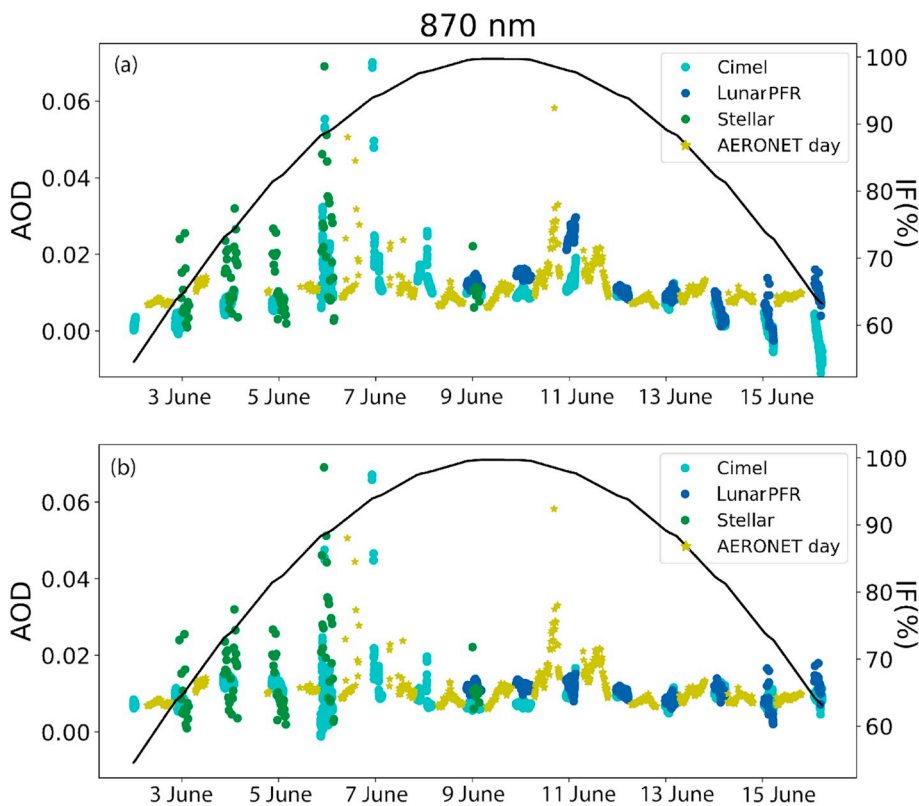 870 nm
(a)
Cimel
LunarPFR
Stellar
AERONET day
AOD
0.06
0.04
0.02
0.00
100
90
80
70
60
IF(%)
3 June 5 June 7 June 9 June 11 June 13 June 15 June
(b)
Cimel
LunarPFR
Stellar
AERONET day
AOD
0.06
0.04
0.02
0.00
100
90
80
70
60
IF(%)
3 June 5 June 7 June 9 June 11 June 13 June 15 June